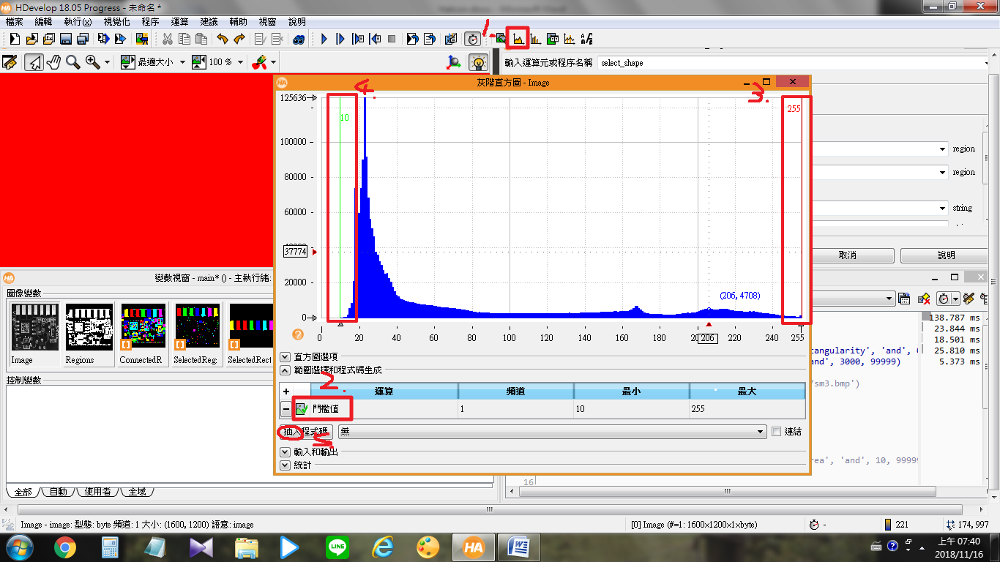 HDevelop 18.05 Progress - 未命名 *
檔案 編輯 執行(x) 視覺化 程序 運算 建議 輔助 視窗 說明
1.
最適大小 100 %
輸入運算元或程序名稱 select_shape
灰階直方圖 - Image
4.
3.
125636
10
255
100000
80000
60000
37774
20000
0
(206, 4708)
0 20 40 60 80 100 120 140 160 180 206 220 240 255
region
region
string
取消 說明
變數視窗 - main* () - 主執行緒:
圖像變數
Image Regions ConnectedR SelectedReg: SelectedRect
控制變數
直方圖選項
範圍選擇和程式碼生成
2.
+ 運算 頻道 最小 最大
門檻值 1 10 255
插入程式碼 無 連結
5.
輸入和輸出
統計
138.787 ms
23.844 ms
18.501 ms
25.810 ms
5.373 ms
tangularity', 'and',
and', 3000, 99999)
/sm3.bmp')
rea', 'and', 10, 9999
16
全部 自動 使用者 全域
Image - image: 型態: byte 頻道: 1 大小: (1600, 1200) 語意: image
[0] Image (#=1: 1600×1200×1×byte)
-
221
174, 997
LINE
HA
上午 07:40
2018/11/16